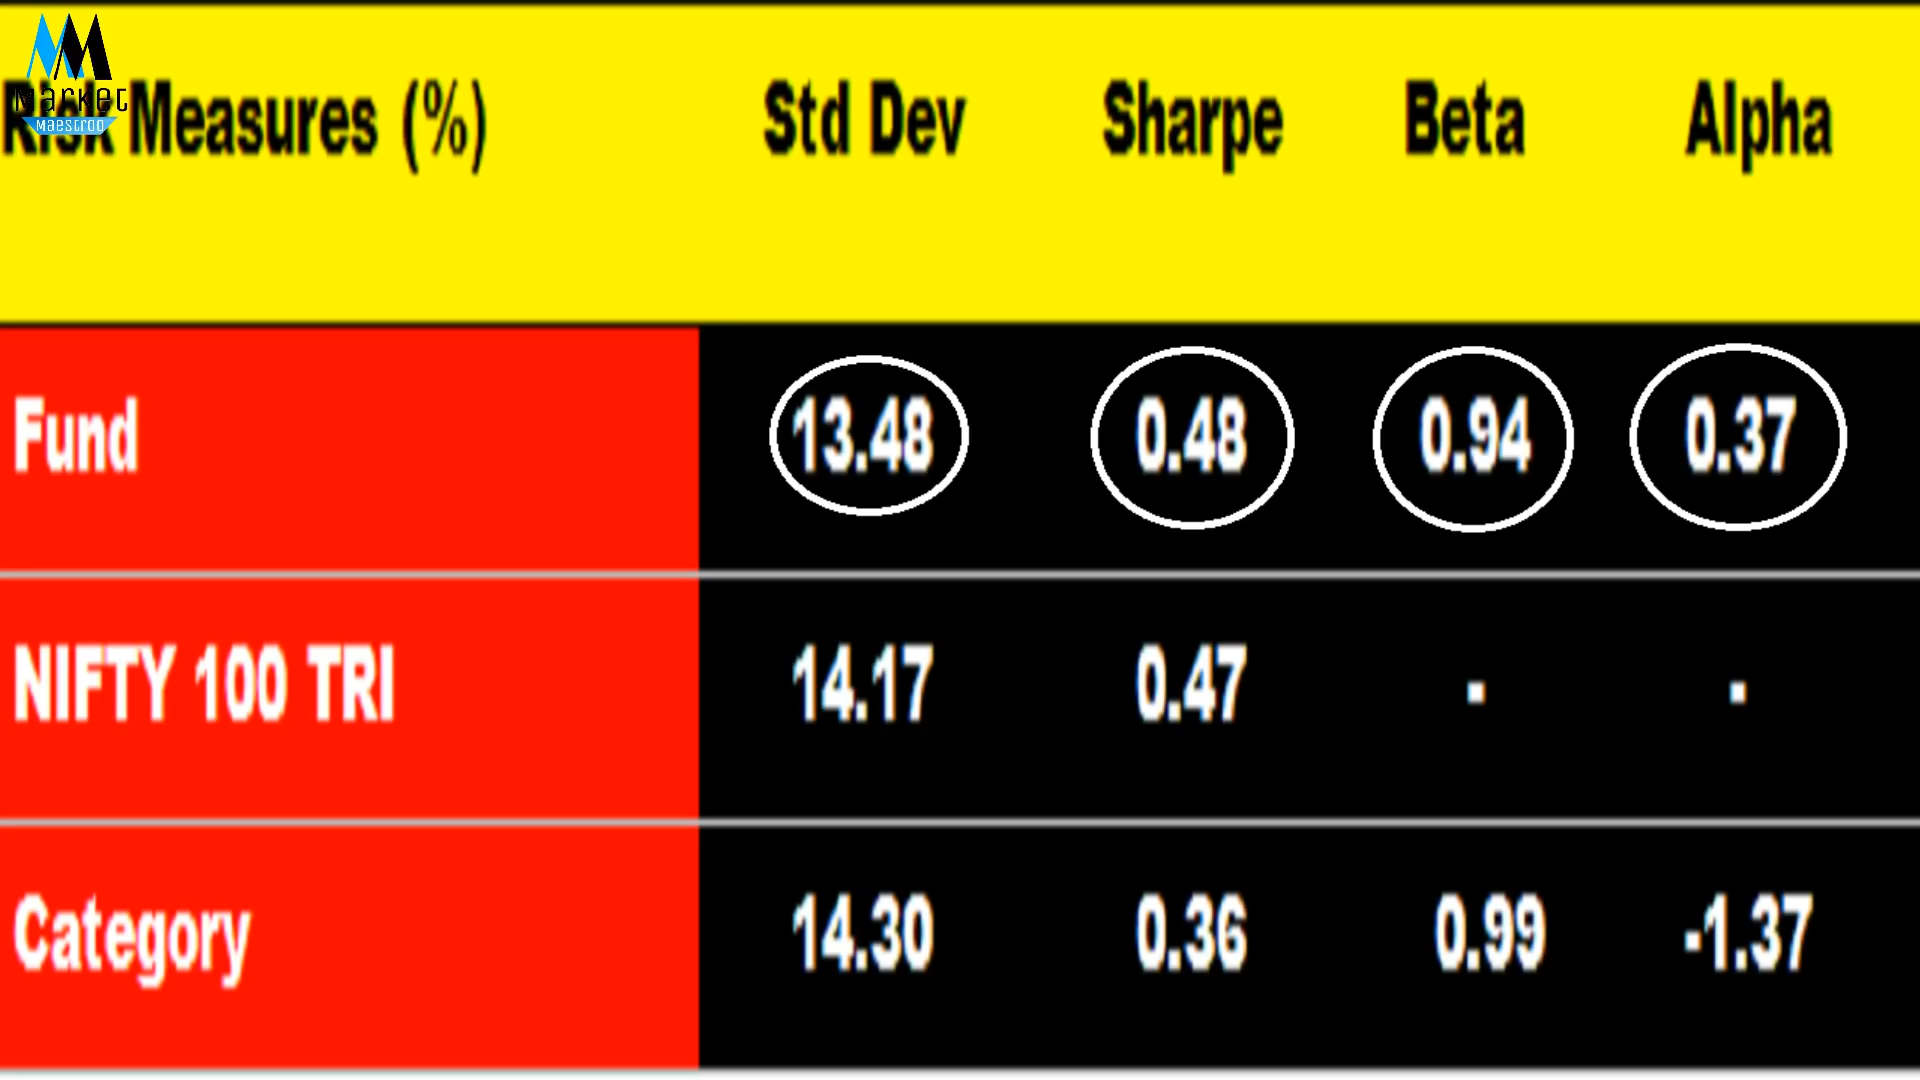 Market
Maestroo
Risk Measures (%) Std Dev Sharpe Beta Alpha
Fund 13.48 0.48 0.94 0.37
NIFTY 100 TRI 14.17 0.47 - -
Category 14.30 0.36 0.99 -1.37